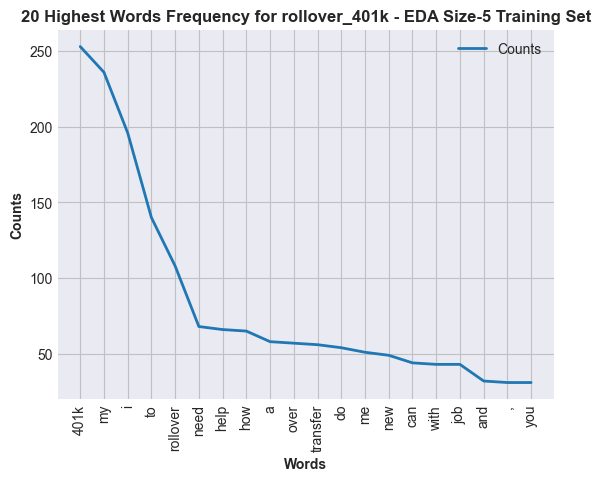 20 Highest Words Frequency for rollover_401k - EDA Size-5 Training Set
Counts
250
200
150
100
50
Counts
401k
my
i
to
rollover
need
help
how
a
over
transfer
do
me
new
can
with
job
and
,
you
Words